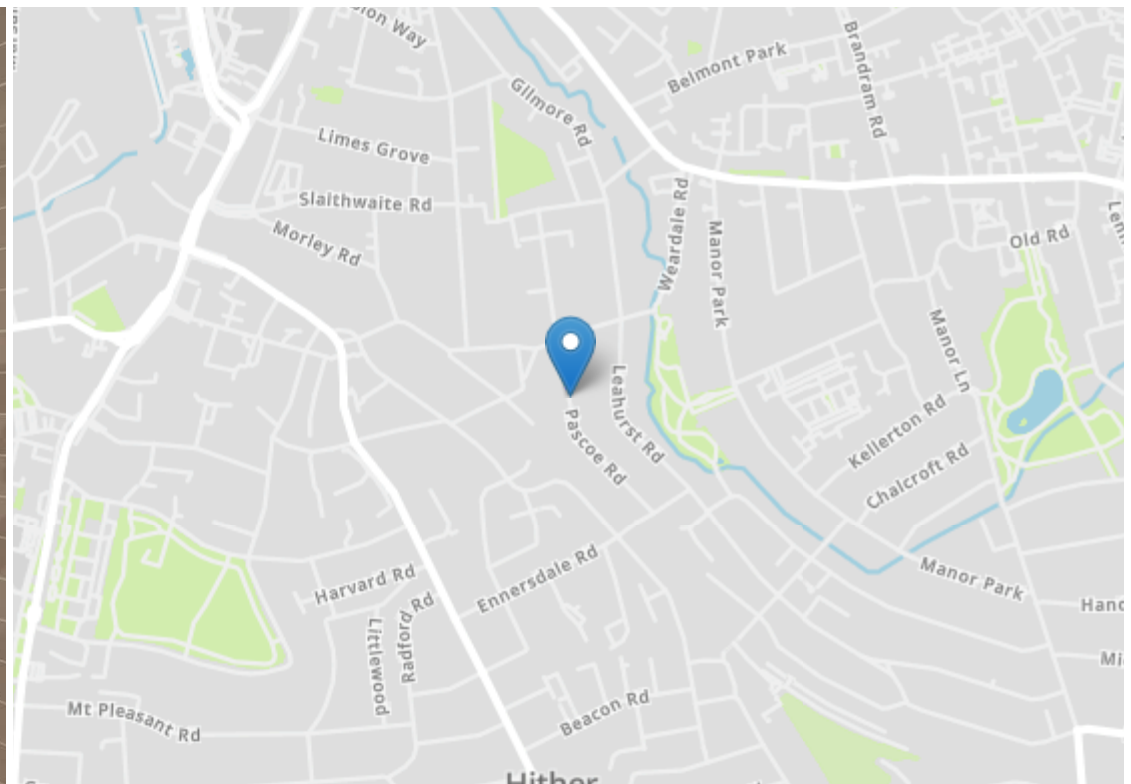 Belmont Park
Brandram Rd
Gilmore Rd
Limes Grove
Slaithwaite Rd
Morley Rd
Weardale Rd
Manor Park
Old Rd
Manor Ln
Leahurst Rd
Pascoe Rd
Kellerton Rd
Chalcroft Rd
Ennersdale Rd
Manor Park
Harvard Rd
Radford Rd
Littlewood
Beacon Rd
Mt Pleasant Rd
Hither